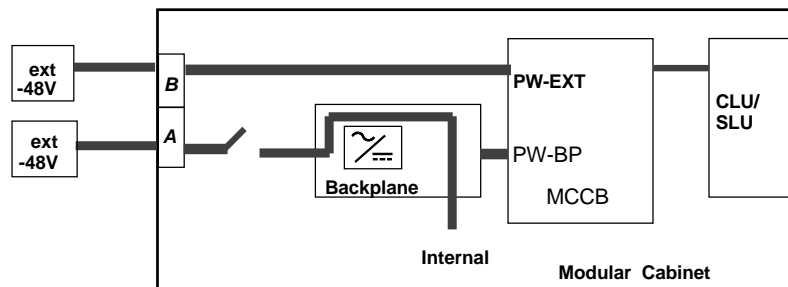 ext
-48V
B
PW-EXT
CLU/
SLU
ext
-48V
A
PW-BP
Backplane
MCCB
Internal
Modular Cabinet